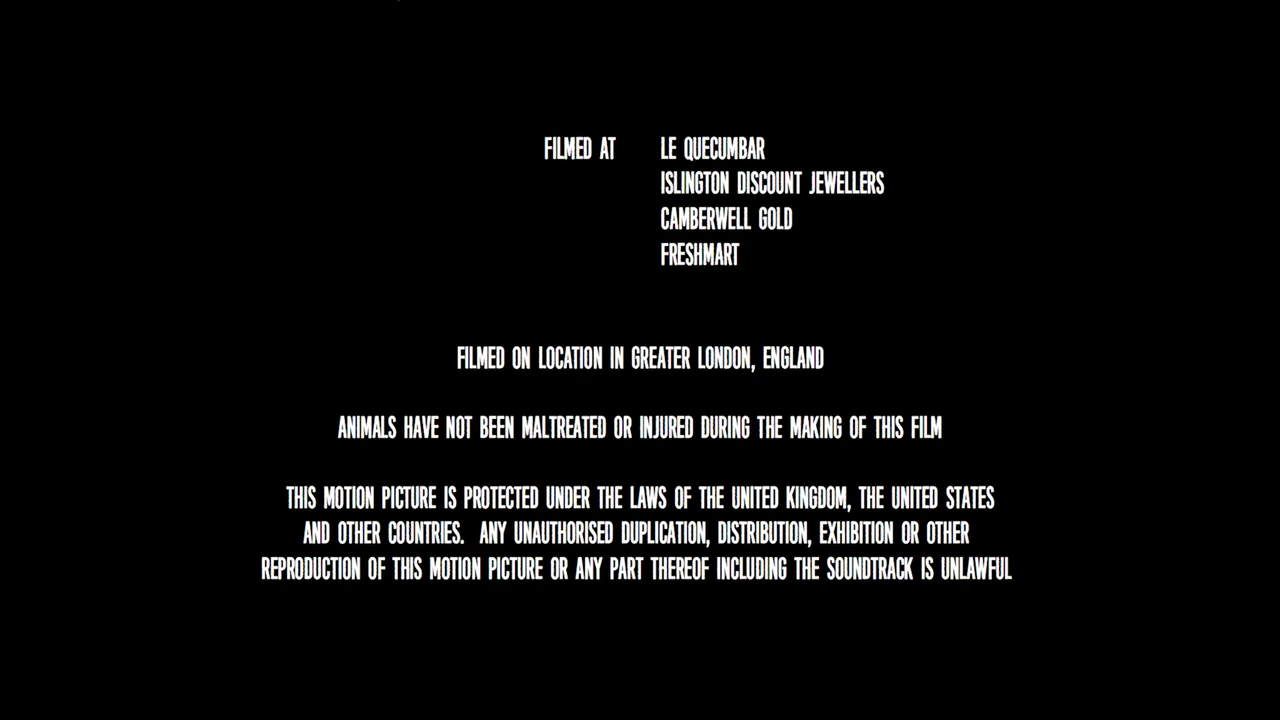 FILMED AT LE QUECUMBAR
ISLINGTON DISCOUNT JEWELLERS
CAMBERWELL GOLD
FRESHMART
FILMED ON LOCATION IN GREATER LONDON, ENGLAND
ANIMALS HAVE NOT BEEN MALTREATED OR INJURED DURING THE MAKING OF THIS FILM
THIS MOTION PICTURE IS PROTECTED UNDER THE LAWS OF THE UNITED KINGDOM, THE UNITED STATES
AND OTHER COUNTRIES. ANY UNAUTHORISED DUPLICATION, DISTRIBUTION, EXHIBITION OR OTHER
REPRODUCTION OF THIS MOTION PICTURE OR ANY PART THEREOF INCLUDING THE SOUNDTRACK IS UNLAWFUL